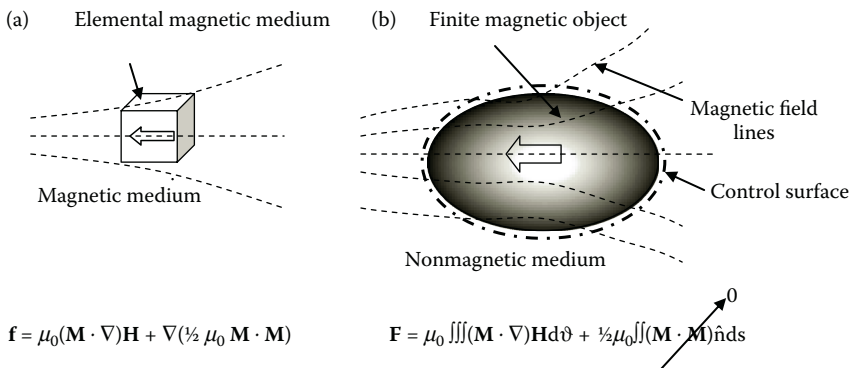 (a) Elemental magnetic medium
(b) Finite magnetic object
Magnetic field
lines
Control surface
Magnetic medium
Nonmagnetic medium
0
f = μ₀(M · ∇)H + ∇(½ μ₀ M · M)
F = μ₀ ∫∫∫(M · ∇)Hdϑ + ½μ₀∫∫(M · M)n̂ds